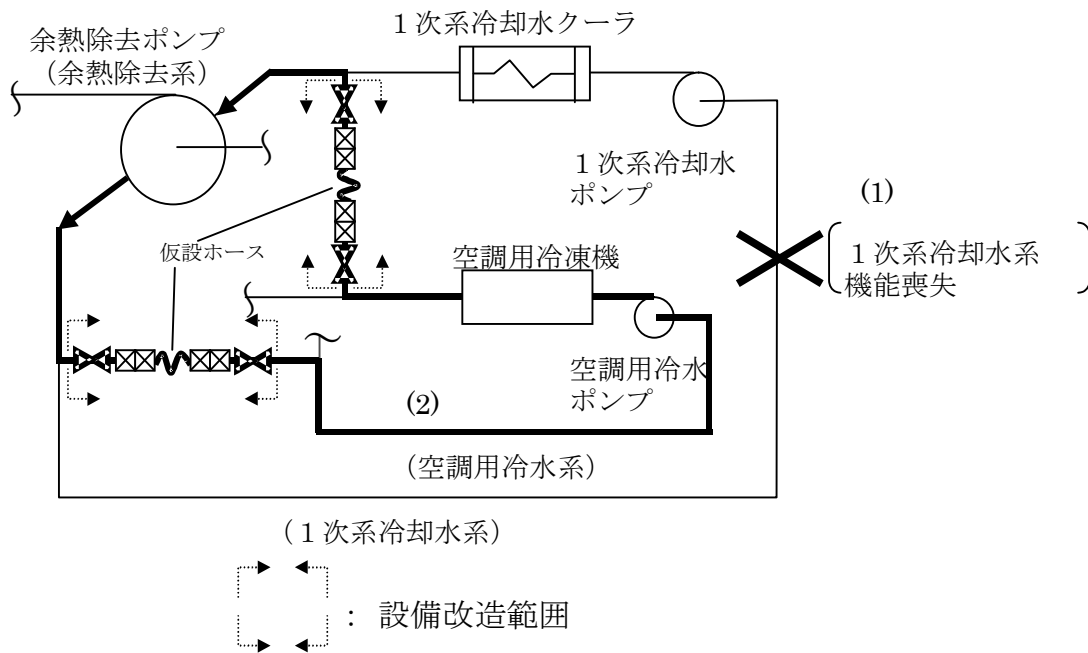 1次系冷却水クーラ
余熱除去ポンプ
（余熱除去系）
1次系冷却水
ポンプ
(1)
仮設ホース
空調用冷凍機
１次系冷却水系
機能喪失
空調用冷水
ポンプ
(2)
（空調用冷水系）
（１次系冷却水系）
： 設備改造範囲